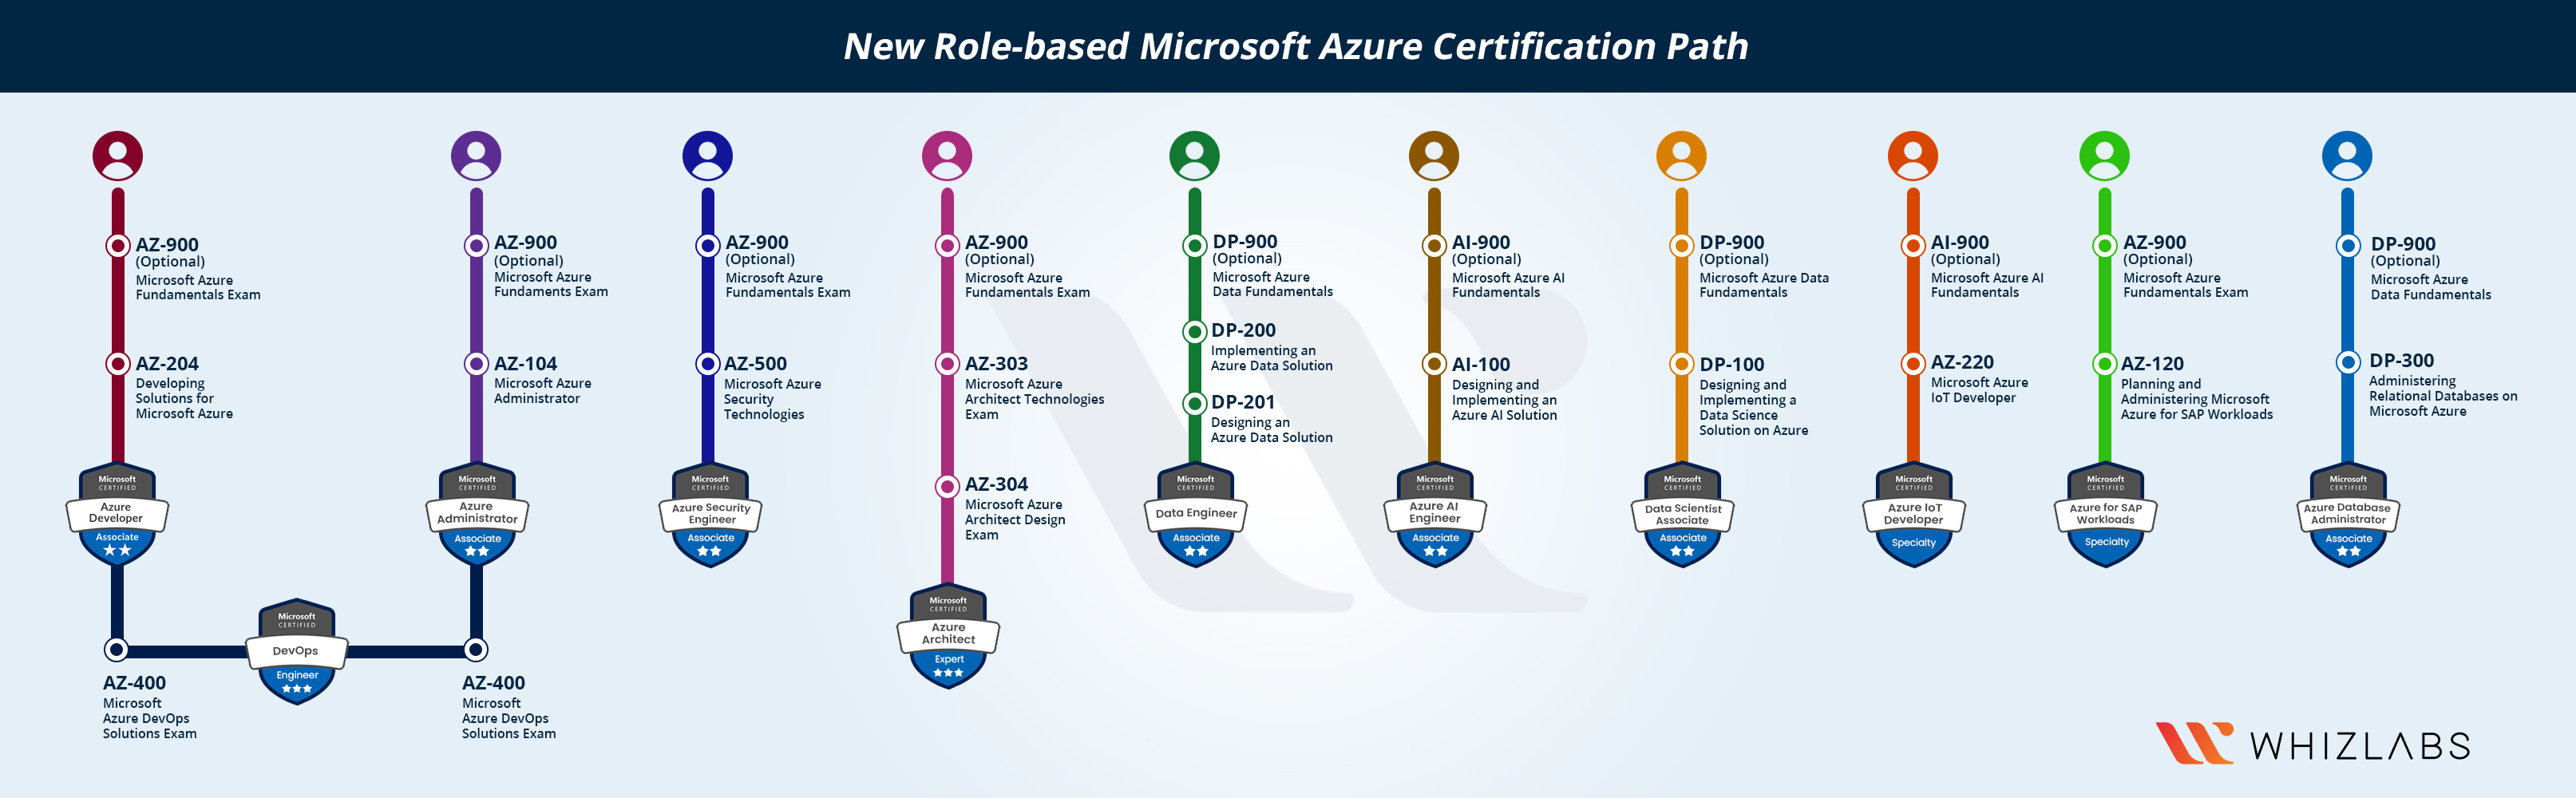 New Role-based Microsoft Azure Certification Path
AZ-900
(Optional)
Microsoft Azure
Fundamentals Exam
AZ-204
Developing
Solutions for
Microsoft Azure
Microsoft
CERTIFIED
Azure
Developer
Associate
AZ-400
Microsoft
Azure DevOps
Solutions Exam
Microsoft
CERTIFIED
DevOps
Engineer
AZ-900
(Optional)
Microsoft Azure
Fundaments Exam
AZ-104
Microsoft Azure
Administrator
Microsoft
CERTIFIED
Azure
Administrator
Associate
AZ-400
Microsoft
Azure DevOps
Solutions Exam
AZ-900
(Optional)
Microsoft Azure
Fundamentals Exam
AZ-500
Microsoft Azure
Security
Technologies
Microsoft
CERTIFIED
Azure Security
Engineer
Associate
AZ-900
(Optional)
Microsoft Azure
Fundamentals Exam
AZ-303
Microsoft Azure
Architect Technologies
Exam
AZ-304
Microsoft Azure
Architect Design
Exam
Microsoft
CERTIFIED
Azure
Architect
Expert
DP-900
(Optional)
Microsoft Azure
Data Fundamentals
DP-200
Implementing an
Azure Data Solution
DP-201
Designing an
Azure Data Solution
Microsoft
CERTIFIED
Data Engineer
Associate
AI-900
(Optional)
Microsoft Azure AI
Fundamentals
AI-100
Designing and
Implementing an
Azure AI Solution
Microsoft
CERTIFIED
Azure AI
Engineer
Associate
DP-900
(Optional)
Microsoft Azure Data
Fundamentals
DP-100
Designing and
Implementing a
Data Science
Solution on Azure
Microsoft
CERTIFIED
Data Scientist
Associate
Associate
AI-900
(Optional)
Microsoft Azure AI
Fundamentals
AZ-220
Microsoft Azure
IoT Developer
Microsoft
CERTIFIED
Azure IoT
Developer
Specialty
AZ-900
(Optional)
Microsoft Azure
Fundamentals Exam
AZ-120
Planning and
Administering Microsoft
Azure for SAP Workloads
Microsoft
CERTIFIED
Azure for SAP
Workloads
Specialty
DP-900
(Optional)
Microsoft Azure
Data Fundamentals
DP-300
Administering
Relational Databases on
Microsoft Azure
Microsoft
CERTIFIED
Azure Database
Administrator
Associate
WHIZLABS